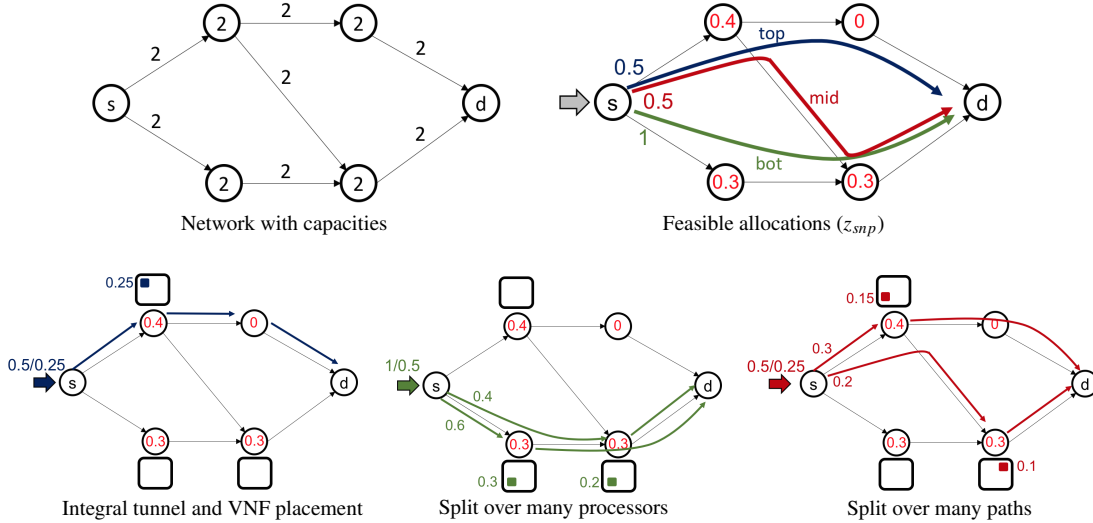 2
2
2
2
2
2
s
2
d
2
2
2
2
2
2
Network with capacities
0.4
0
top
0.5
s
0.5
mid
d
1
bot
0.3
0.3
Feasible allocations (z_snp)
0.25
0.4
0
0.5/0.25
s
d
0.3
0.3
Integral tunnel and VNF placement
0.4
0
1/0.5
s
0.4
d
0.6
0.3
0.3
0.3
0.2
Split over many processors
0.15
0.4
0
0.3
0.5/0.25
s
0.2
d
0.3
0.3
0.1
Split over many paths